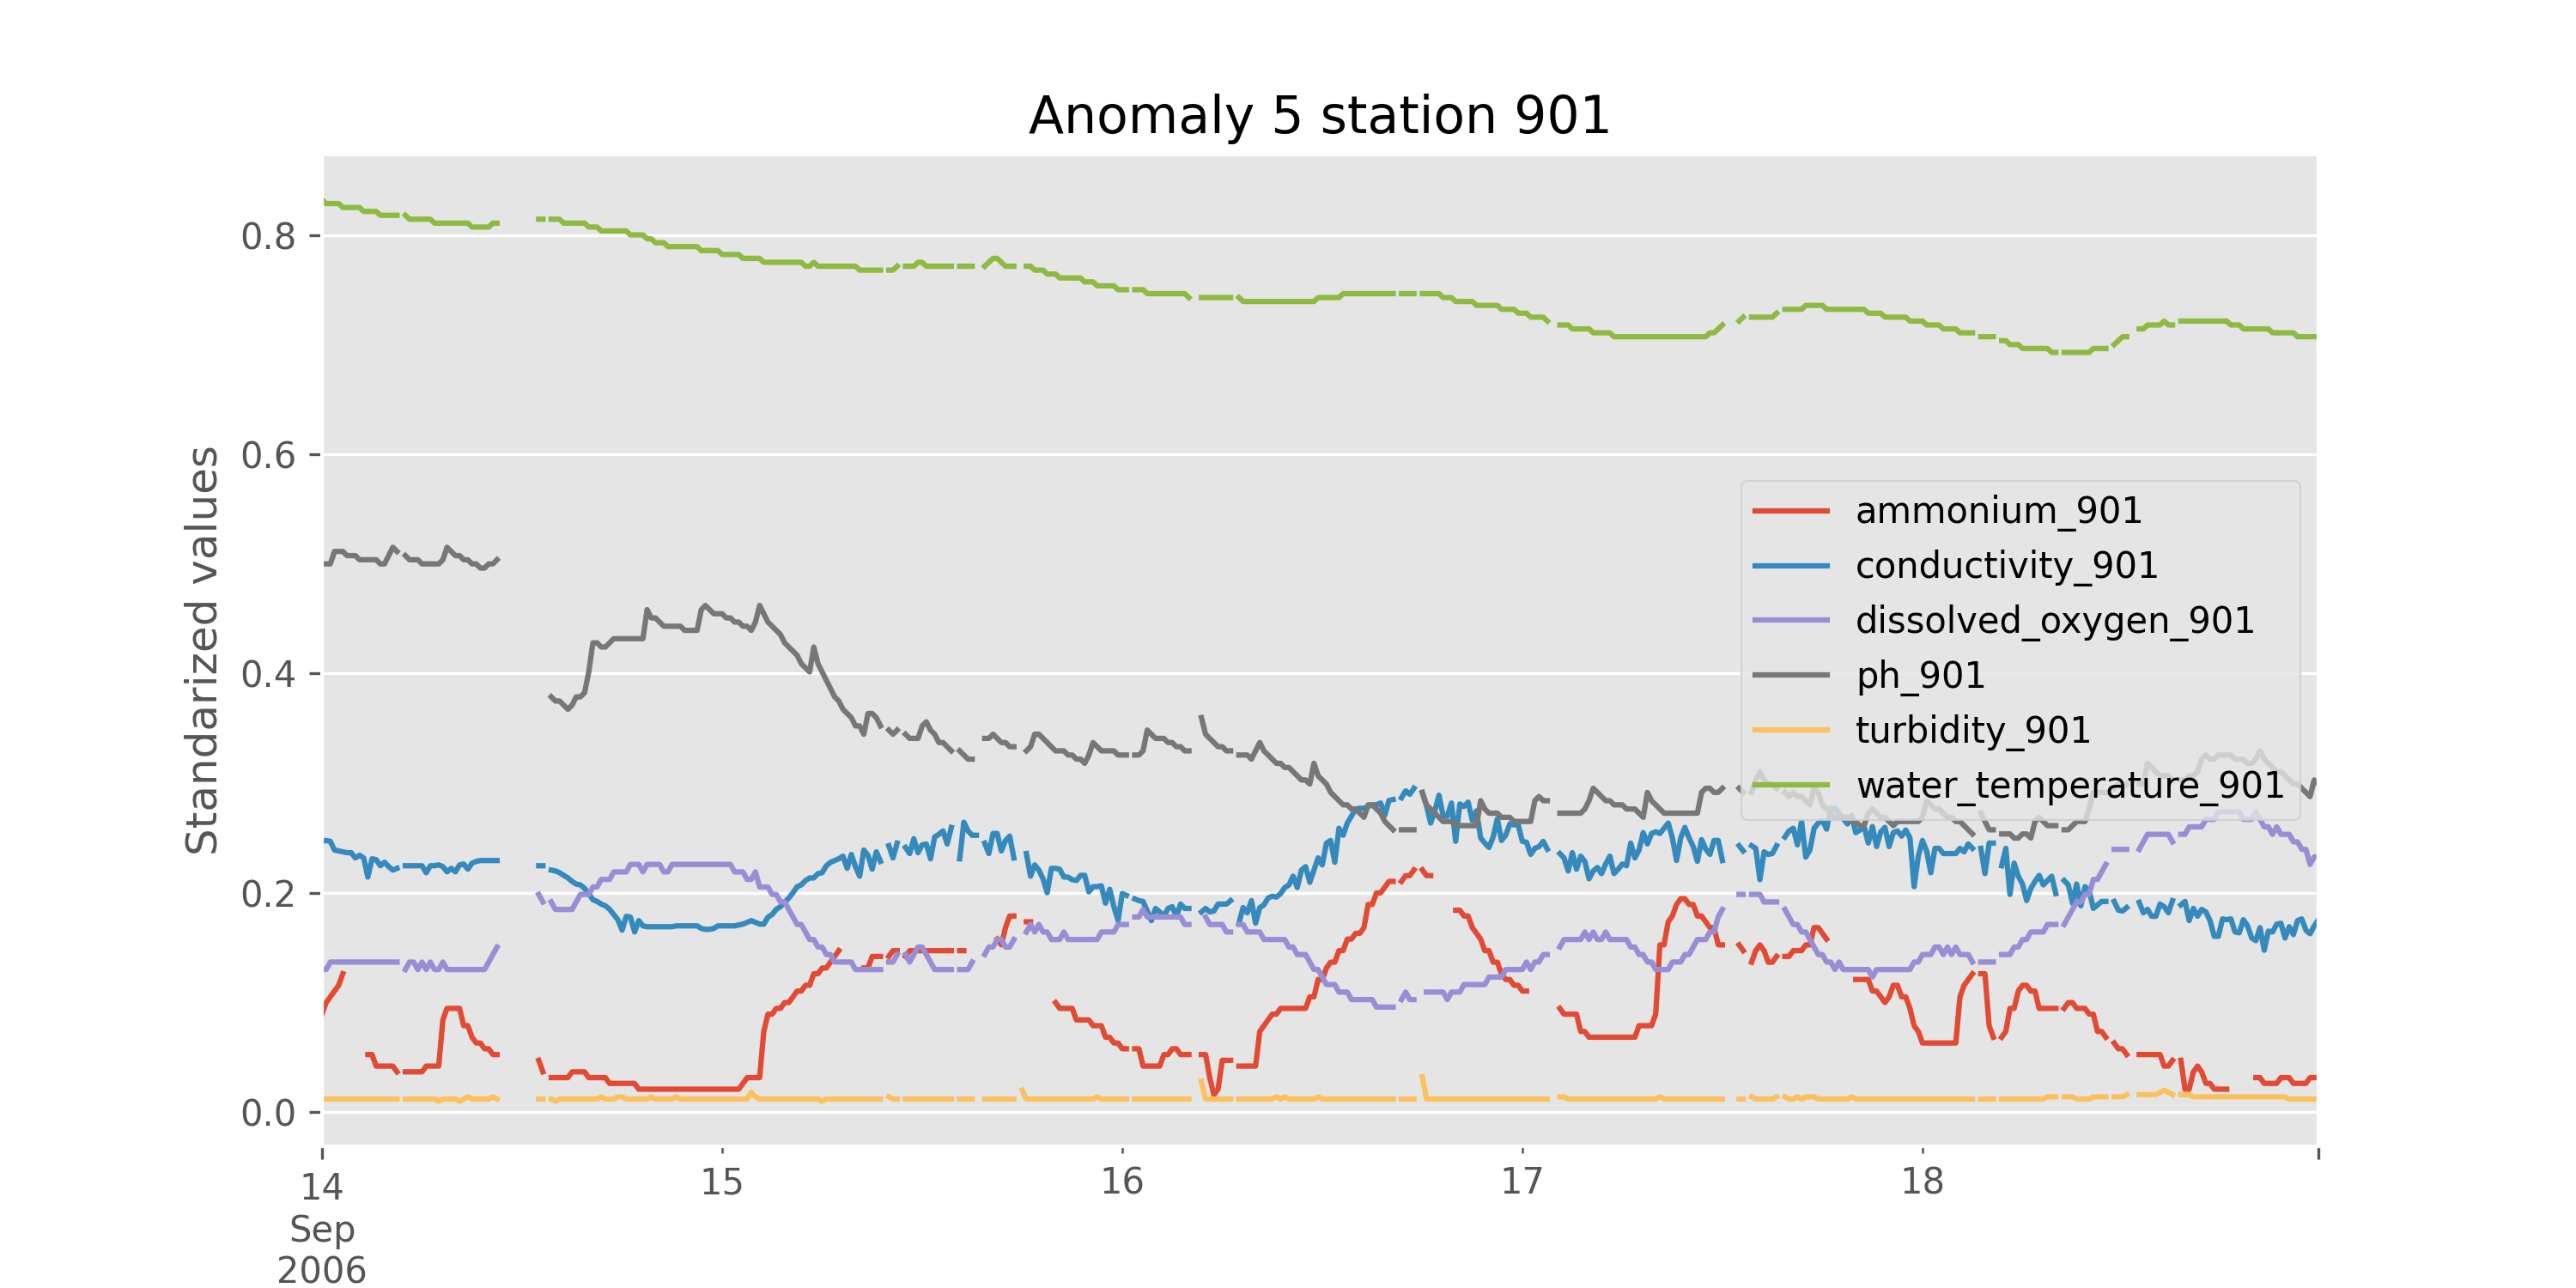 Anomaly 5 station 901
Standarized values
0.8
0.6
0.4
0.2
0.0
ammonium_901
conductivity_901
dissolved_oxygen_901
ph_901
turbidity_901
water_temperature_901
14
15
16
17
18
Sep
2006